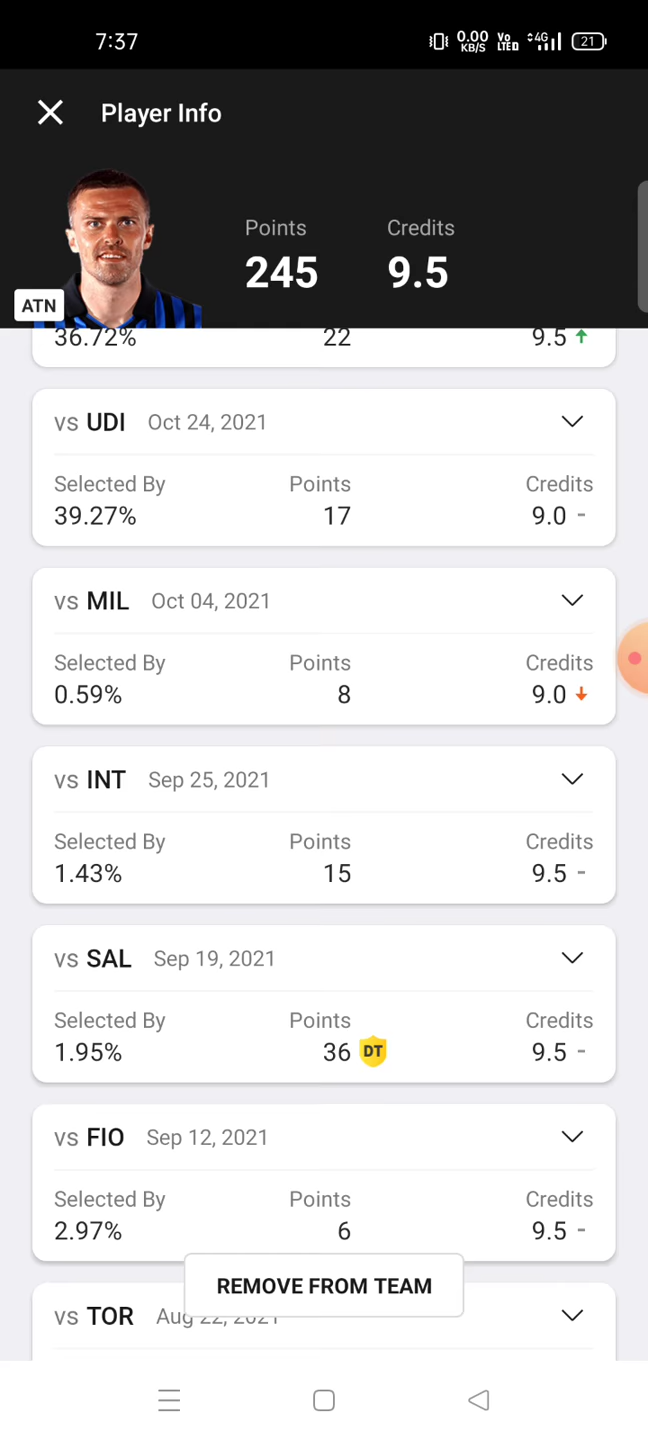 7:37
0.00 KB/S
Vo LTED
4G
21
Player Info
Points
Credits
245
9.5
ATN
36.72%
22
9.5
vs UDI Oct 24, 2021
Selected By Points Credits
39.27% 17 9.0 -
vs MIL Oct 04, 2021
Selected By Points Credits
0.59% 8 9.0
vs INT Sep 25, 2021
Selected By Points Credits
1.43% 15 9.5 -
vs SAL Sep 19, 2021
Selected By Points Credits
1.95% 36 DT 9.5 -
vs FIO Sep 12, 2021
Selected By Points Credits
2.97% 6 9.5 -
REMOVE FROM TEAM
vs TOR Aug 22, 2021